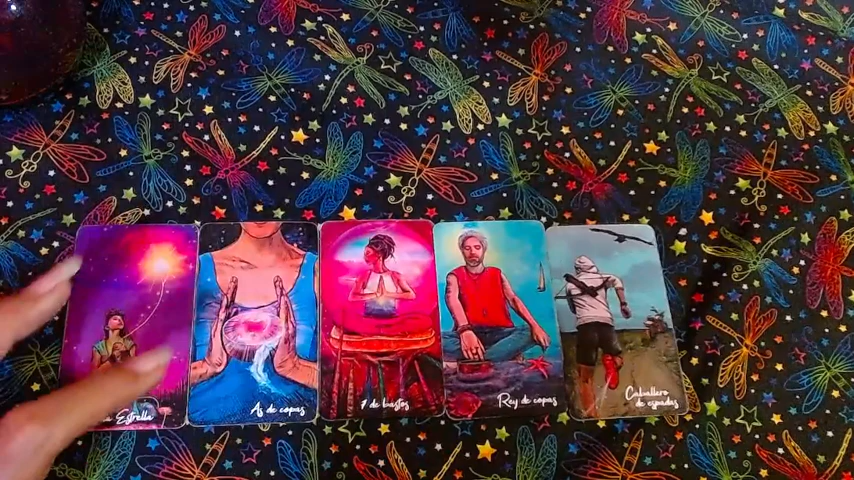 Estrella
As de copas
7 de bastos
Rey de copas
Caballero
de espadas